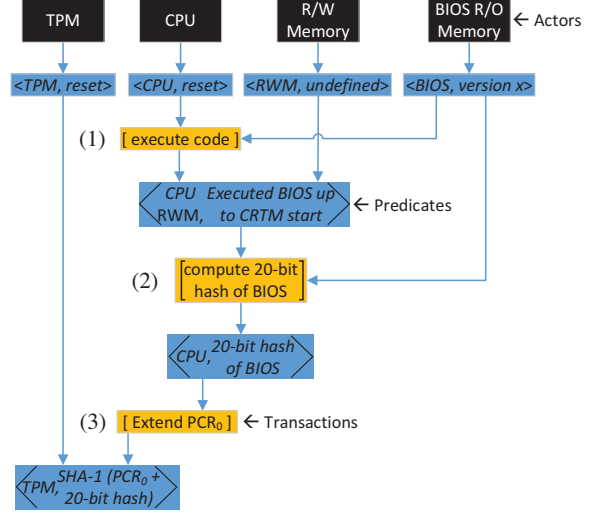 TPM
CPU
R/W
Memory
BIOS R/O
Memory
← Actors
<TPM, reset>
<CPU, reset>
<RWM, undefined>
<BIOS, version x>
(1)
[ execute code ]
CPU Executed BIOS up
RWM, to CRTM start
← Predicates
(2)
[compute 20-bit
hash of BIOS]
<CPU, 20-bit hash
of BIOS>
(3)
[ Extend PCR₀ ]
← Transactions
<TPM, SHA-1 (PCR₀ +
20-bit hash)>